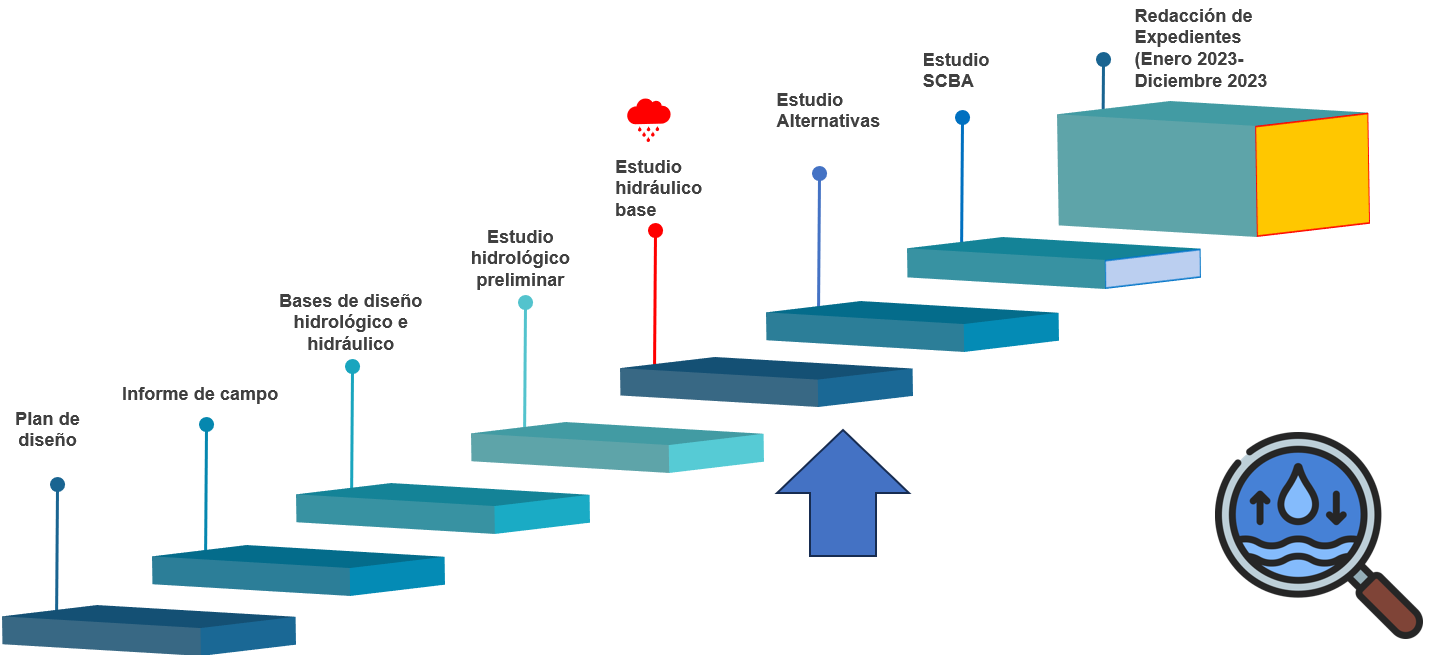 Plan de
diseño
Informe de campo
Bases de diseño
hidrológico e
hidráulico
Estudio
hidrológico
preliminar
Estudio
hidráulico
base
Estudio
Alternativas
Estudio
SCBA
Redacción de
Expedientes
(Enero 2023-
Diciembre 2023